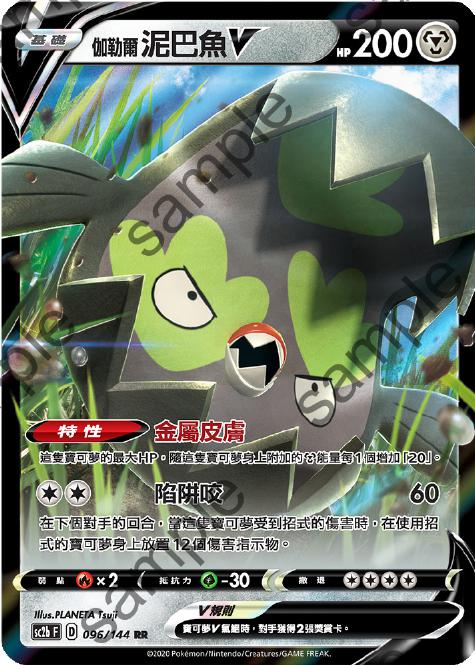 基礎 伽勒爾 泥巴魚V HP 200
特性 金屬皮膚
這隻寶可夢的最大HP,隨這隻寶可夢身上附加的能量每1個增加「20」。
陷阱咬 60
在下個對手的回合,當這隻寶可夢受到招式的傷害時,在使用招
式的寶可夢身上放置12個傷害指示物。
弱點 ×2 抵抗力 -30 撤退
Illus.PLANETA Tsuji
V規則
sc2b F D 096/144 RR
寶可夢V氣絕時,對手獲得2張獎賞卡。
©2020 Pokémon/Nintendo/Creatures/GAME FREAK.
sample
sample
sample
sample
sample
sample